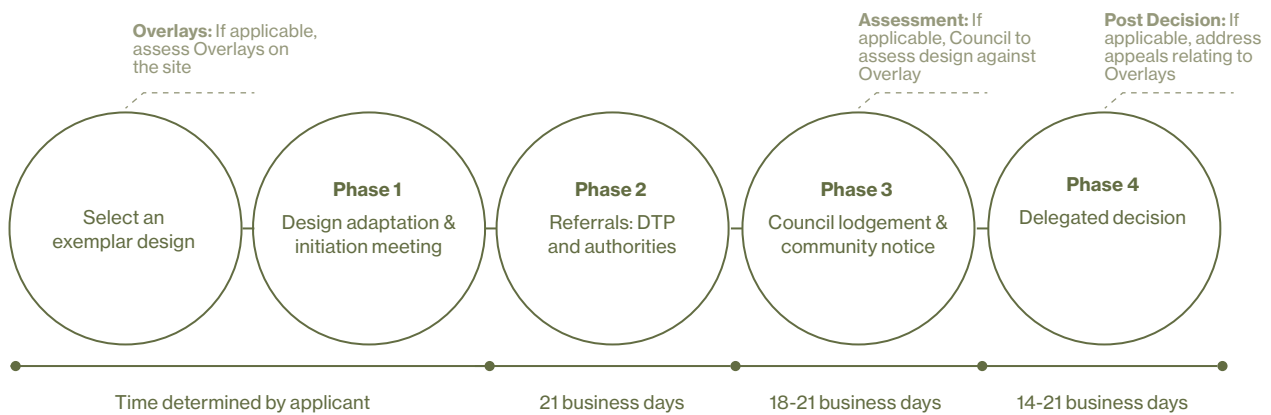 Overlays: If applicable,
assess Overlays on
the site
Assessment: If
applicable, Council to
assess design against
Overlay
Post Decision: If
applicable, address
appeals relating to
Overlays
Select an
exemplar design
Phase 1
Design adaptation &
initiation meeting
Phase 2
Referrals: DTP
and authorities
Phase 3
Council lodgement &
community notice
Phase 4
Delegated decision
Time determined by applicant
21 business days
18-21 business days
14-21 business days